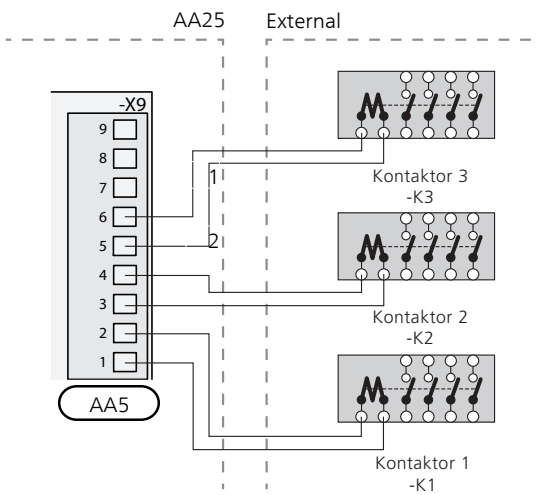 AA25 External
-X9
9
8
7
6
5
4
3
2
1
1
2
AA5
Kontaktor 3
-K3
Kontaktor 2
-K2
Kontaktor 1
-K1